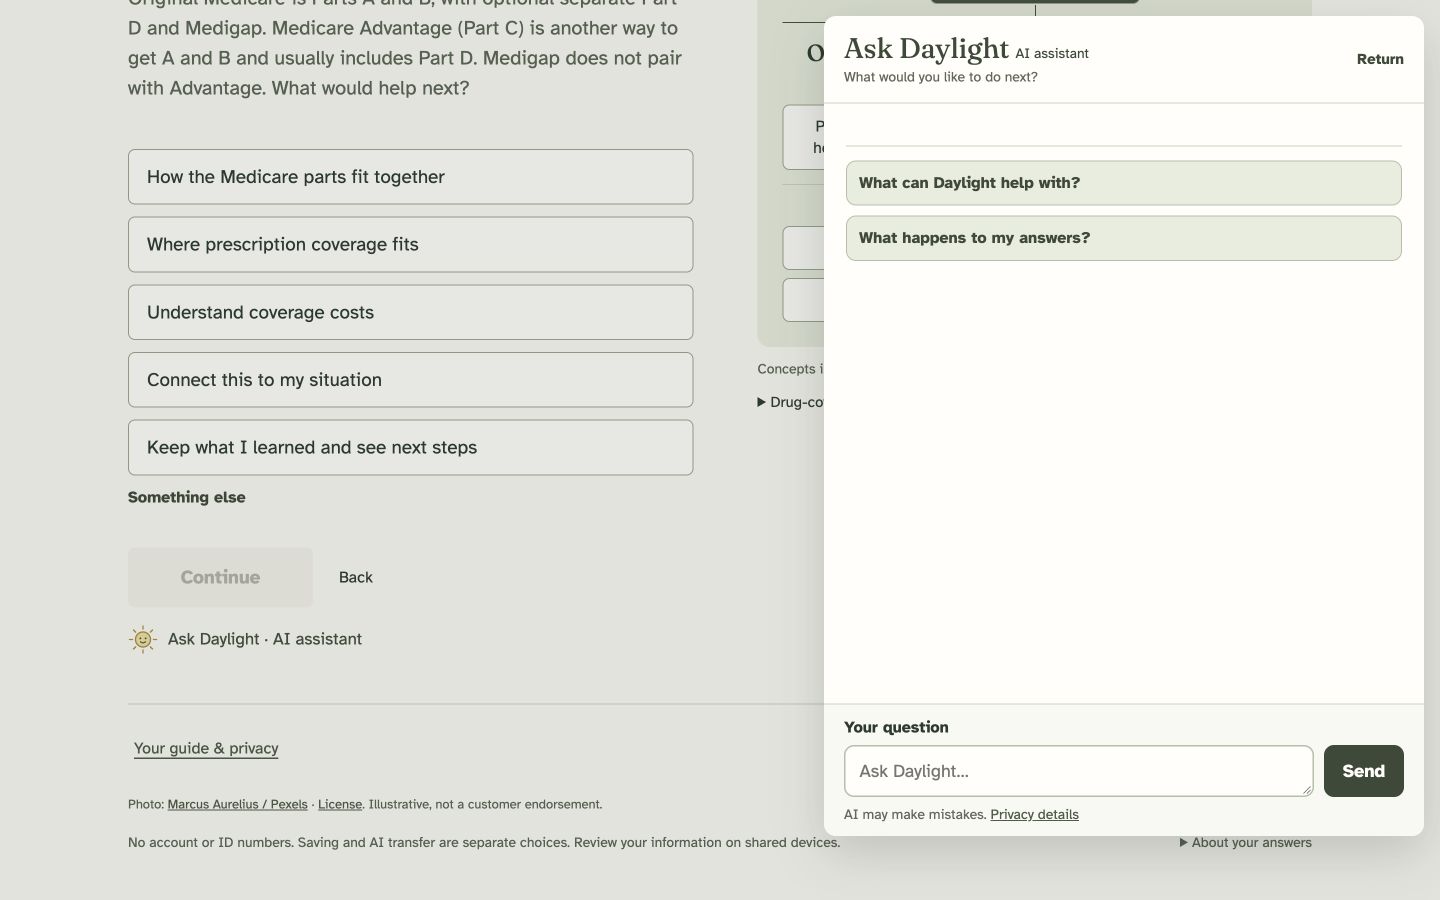 Original Medicare is Parts A and B, with optional separate Part
D and Medigap. Medicare Advantage (Part C) is another way to
get A and B and usually includes Part D. Medigap does not pair
with Advantage. What would help next?
How the Medicare parts fit together
Where prescription coverage fits
Understand coverage costs
Connect this to my situation
Keep what I learned and see next steps
Something else
Continue
Back
Ask Daylight · AI assistant
Your guide & privacy
Photo: Marcus Aurelius / Pexels · License. Illustrative, not a customer endorsement.
No account or ID numbers. Saving and AI transfer are separate choices. Review your information on shared devices.
About your answers
Concepts
Ask Daylight AI assistant
What would you like to do next?
Return
What can Daylight help with?
What happens to my answers?
Your question
Ask Daylight...
Send
AI may make mistakes. Privacy details